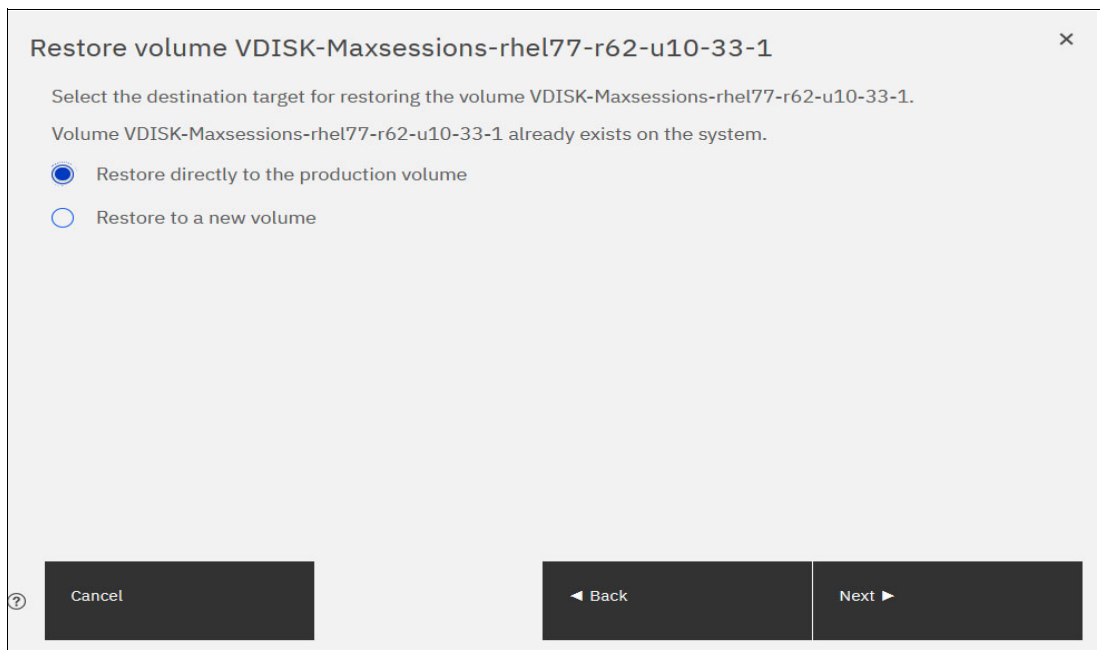 Restore volume VDISK-Maxsessions-rhel77-r62-u10-33-1 ×
Select the destination target for restoring the volume VDISK-Maxsessions-rhel77-r62-u10-33-1.
Volume VDISK-Maxsessions-rhel77-r62-u10-33-1 already exists on the system.
Restore directly to the production volume
Restore to a new volume
? Cancel ◄ Back Next ►